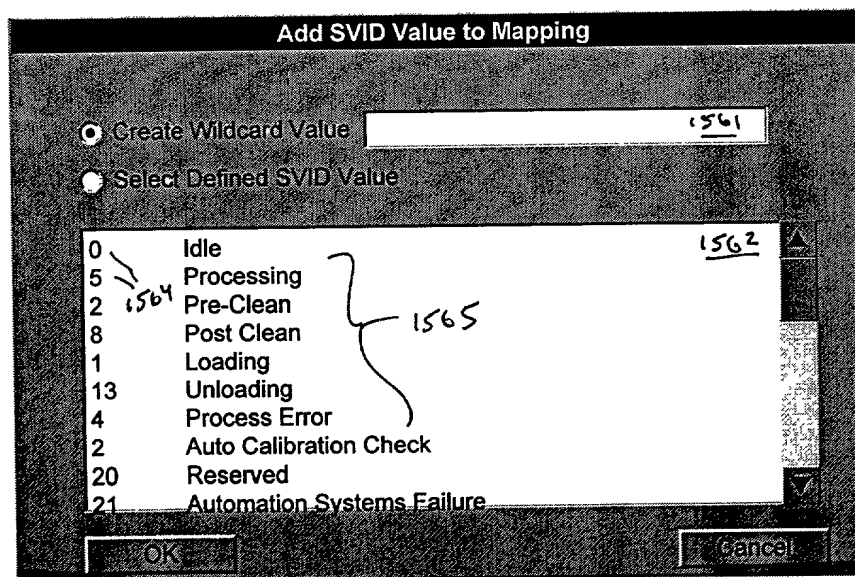 Add SVID Value to Mapping
Create Wildcard Value 1561
Select Defined SVID Value
0 Idle 1562
5 Processing
1564
2 Pre-Clean
1565
8 Post Clean
1 Loading
13 Unloading
4 Process Error
2 Auto Calibration Check
20 Reserved
21 Automation Systems Failure
OK Cancel